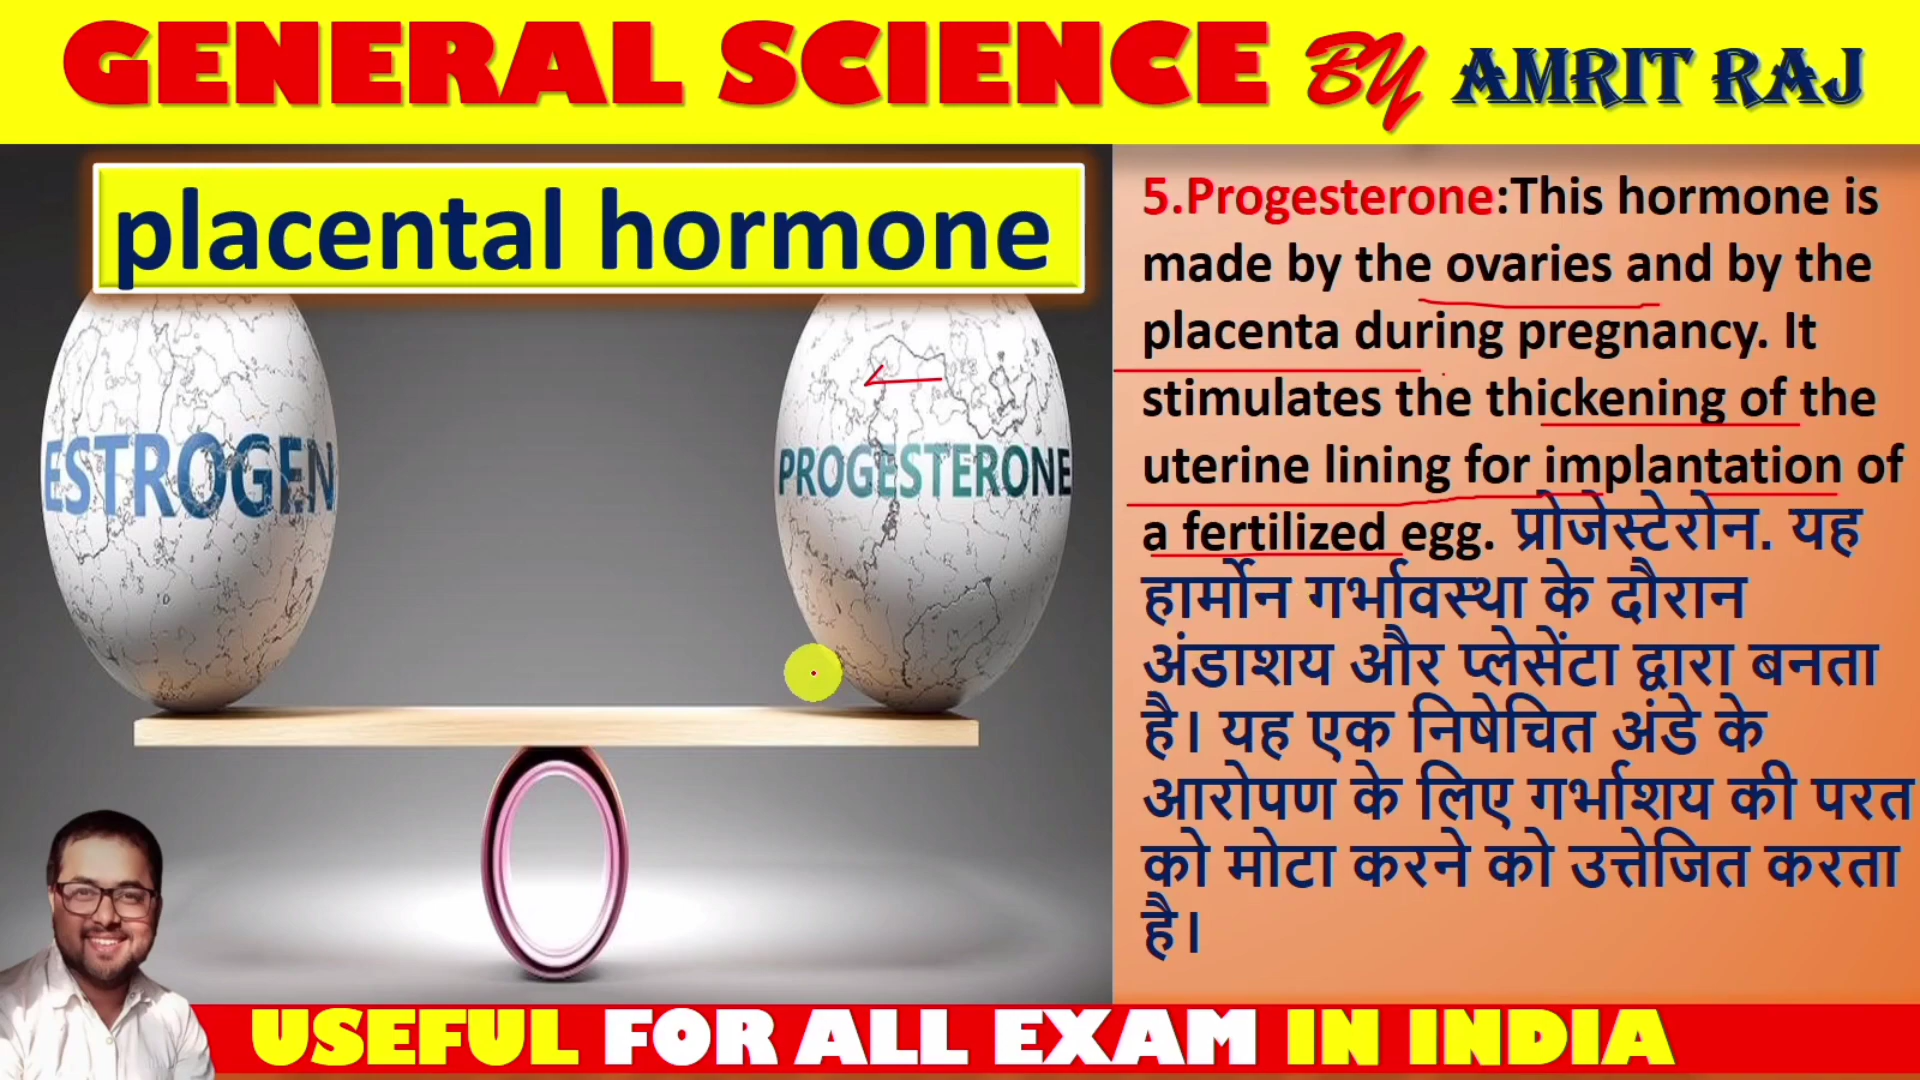 GENERAL SCIENCE BY AMRIT RAJ
placental hormone
ESTROGEN
PROGESTERONE
5.Progesterone:This hormone is
made by the ovaries and by the
placenta during pregnancy. It
stimulates the thickening of the
uterine lining for implantation of
a fertilized egg. प्रोजेस्टेरोन. यह
हार्मोन गर्भावस्था के दौरान
अंडाशय और प्लेसेंटा द्वारा बनता
है। यह एक निषेचित अंडे के
आरोपण के लिए गर्भाशय की परत
को मोटा करने को उत्तेजित करता
है।
USEFUL FOR ALL EXAM IN INDIA